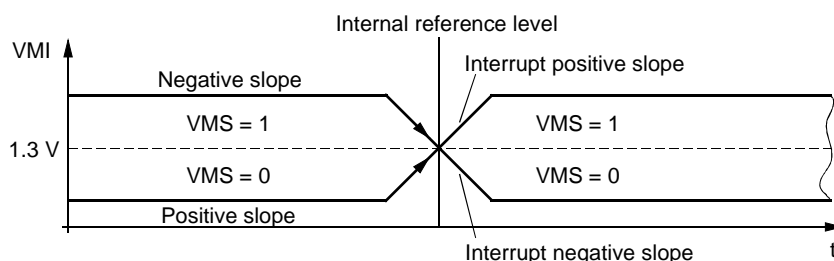 Internal reference level
VMI
Negative slope
Interrupt positive slope
VMS = 1
VMS = 1
1.3 V
VMS = 0
VMS = 0
Positive slope
Interrupt negative slope
t